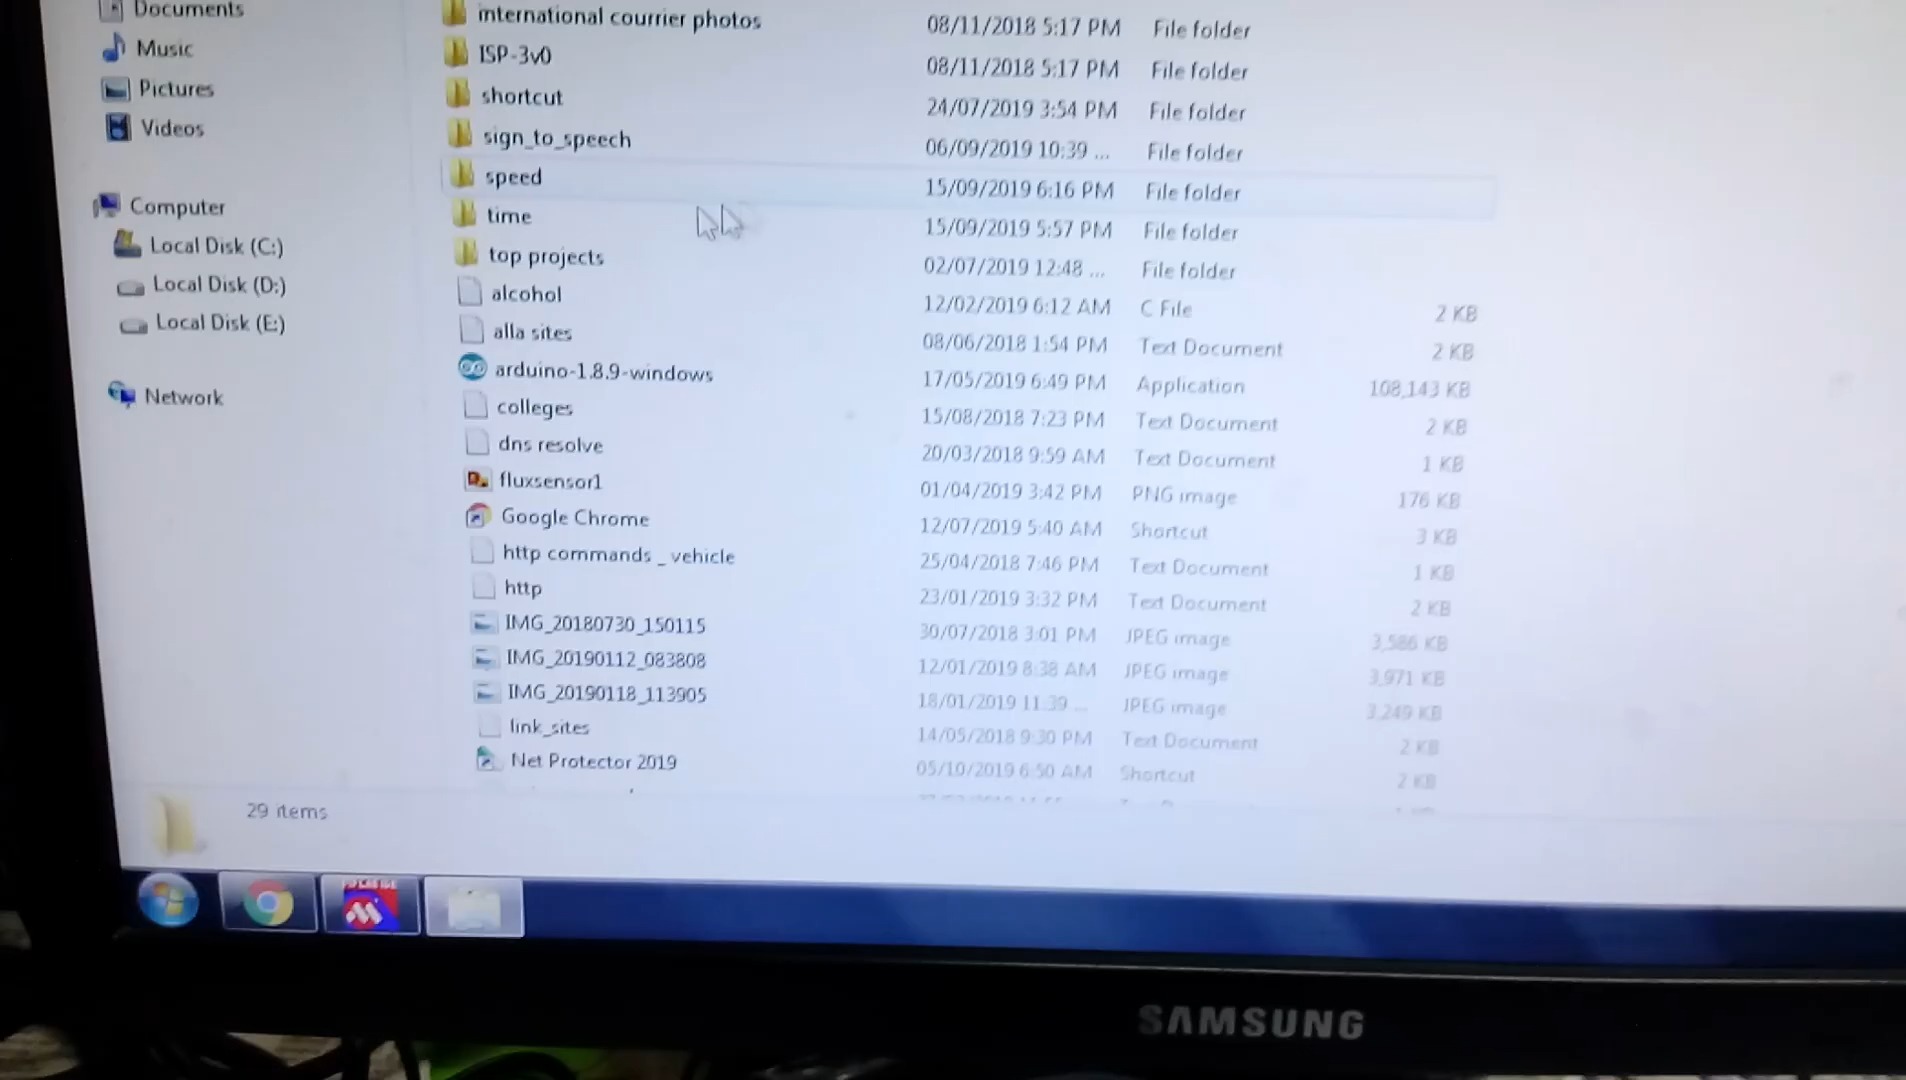 Documents
Music
Pictures
Videos
Computer
Local Disk (C:)
Local Disk (D:)
Local Disk (E:)
Network
international courrier photos 08/11/2018 5:17 PM File folder
ISP-3v0 08/11/2018 5:17 PM File folder
shortcut 24/07/2019 3:54 PM File folder
sign_to_speech 06/09/2019 10:39 ... File folder
speed 15/09/2019 6:16 PM File folder
time 15/09/2019 5:57 PM File folder
top projects 02/07/2019 12:48 ... File folder
alcohol 12/02/2019 6:12 AM C File 2 KB
alla sites 08/06/2018 1:54 PM Text Document 2 KB
arduino-1.8.9-windows 17/05/2019 6:49 PM Application 108,143 KB
colleges 15/08/2018 7:23 PM Text Document 2 KB
dns resolve 20/03/2018 9:59 AM Text Document 1 KB
fluxsensor1 01/04/2019 3:42 PM PNG image 176 KB
Google Chrome 12/07/2019 5:40 AM Shortcut 3 KB
http commands _ vehicle 25/04/2018 7:46 PM Text Document 1 KB
http 23/01/2019 3:32 PM Text Document 2 KB
IMG_20180730_150115 30/07/2018 3:01 PM JPEG image 3,586 KB
IMG_20190112_083808 12/01/2019 8:38 AM JPEG image 3,971 KB
IMG_20190118_113905 18/01/2019 11:39 ... JPEG image 3,249 KB
link_sites 14/05/2018 9:30 PM Text Document 2 KB
Net Protector 2019 05/10/2019 6:50 AM Shortcut 2 KB
29 items
SAMSUNG